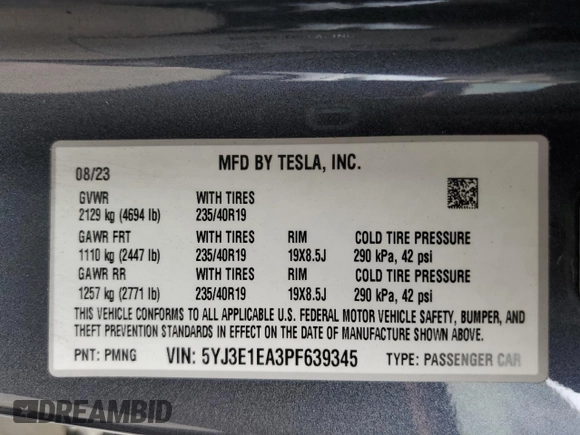 MFD BY TESLA, INC.
08/23
GVWR WITH TIRES
2129 kg (4694 lb) 235/40R19
GAWR FRT WITH TIRES RIM COLD TIRE PRESSURE
1110 kg (2447 lb) 235/40R19 19X8.5J 290 kPa, 42 psi
GAWR RR WITH TIRES RIM COLD TIRE PRESSURE
1257 kg (2771 lb) 235/40R19 19X8.5J 290 kPa, 42 psi
THIS VEHICLE CONFORMS TO ALL APPLICABLE U.S. FEDERAL MOTOR VEHICLE SAFETY, BUMPER, AND
THEFT PREVENTION STANDARDS IN EFFECT ON THE DATE OF MANUFACTURE SHOWN ABOVE.
PNT: PMNG VIN: 5YJ3E1EA3PF639345 TYPE: PASSENGER CAR
DREAMBID